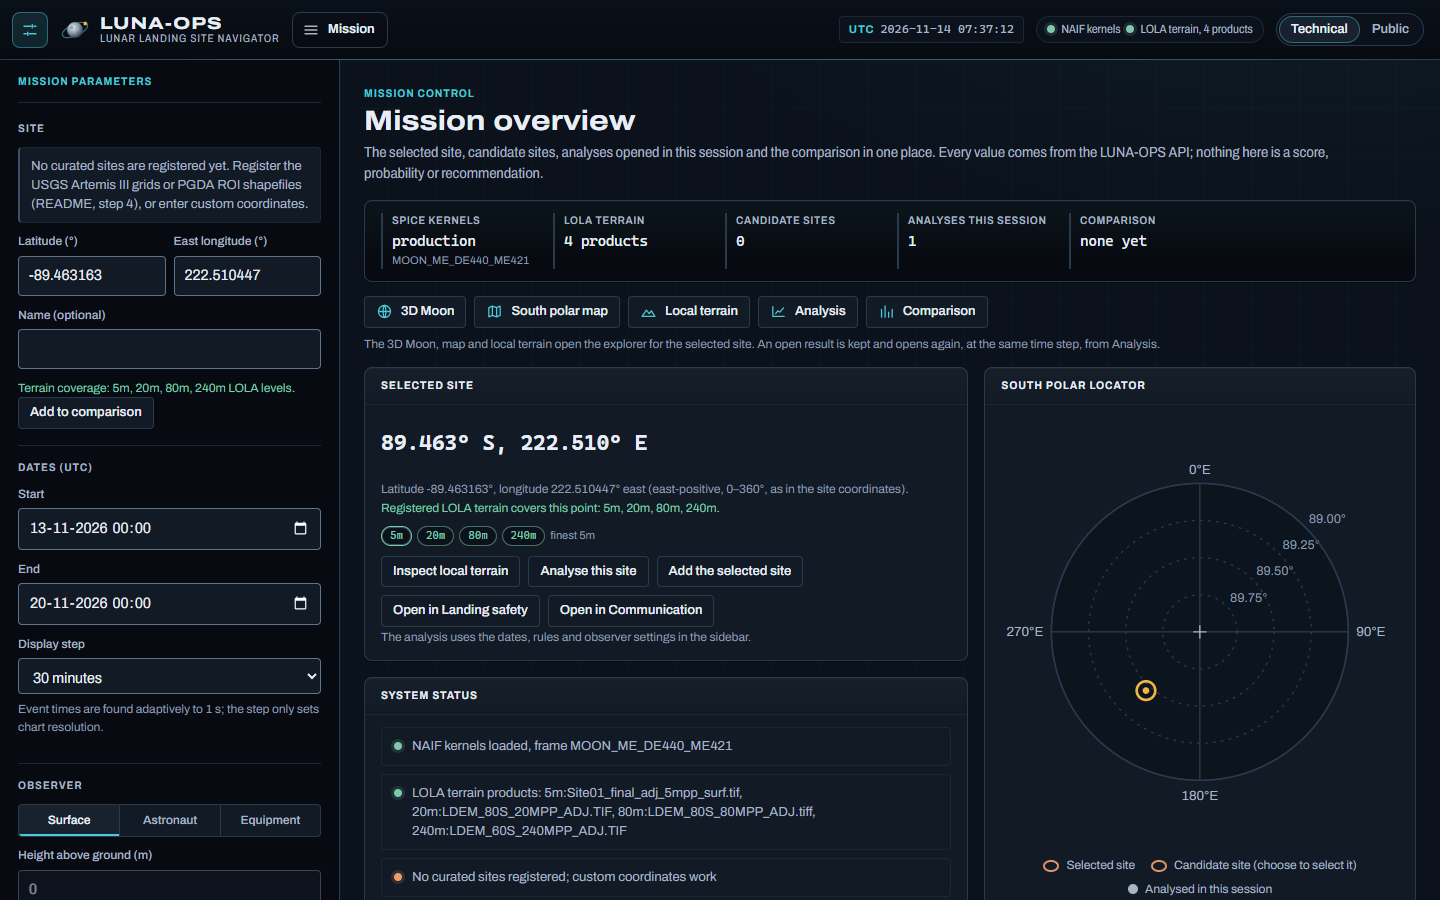 LUNA-OPS
LUNAR LANDING SITE NAVIGATOR
Mission
UTC 2026-11-14 07:37:12
NAIF kernels
LOLA terrain, 4 products
Technical
Public
MISSION PARAMETERS
SITE
No curated sites are registered yet. Register the
USGS Artemis III grids or PGDA ROI shapefiles
(README, step 4), or enter custom coordinates.
Latitude (°)
East longitude (°)
-89.463163
222.510447
Name (optional)
Terrain coverage: 5m, 20m, 80m, 240m LOLA levels.
Add to comparison
DATES (UTC)
Start
13-11-2026 00:00
End
20-11-2026 00:00
Display step
30 minutes
Event times are found adaptively to 1 s; the step only sets
chart resolution.
OBSERVER
Surface
Astronaut
Equipment
Height above ground (m)
0
MISSION CONTROL
Mission overview
The selected site, candidate sites, analyses opened in this session and the comparison in one place. Every value comes from the LUNA-OPS API; nothing here is a score,
probability or recommendation.
SPICE KERNELS
production
MOON_ME_DE440_ME421
LOLA TERRAIN
4 products
CANDIDATE SITES
0
ANALYSES THIS SESSION
1
COMPARISON
none yet
3D Moon
South polar map
Local terrain
Analysis
Comparison
The 3D Moon, map and local terrain open the explorer for the selected site. An open result is kept and opens again, at the same time step, from Analysis.
SELECTED SITE
89.463° S, 222.510° E
Latitude -89.463163°, longitude 222.510447° east (east-positive, 0–360°, as in the site coordinates).
Registered LOLA terrain covers this point: 5m, 20m, 80m, 240m.
5m
20m
80m
240m
finest 5m
Inspect local terrain
Analyse this site
Add the selected site
Open in Landing safety
Open in Communication
The analysis uses the dates, rules and observer settings in the sidebar.
SYSTEM STATUS
NAIF kernels loaded, frame MOON_ME_DE440_ME421
LOLA terrain products: 5m:Site01_final_adj_5mpp_surf.tif,
20m:LDEM_80S_20MPP_ADJ.TIF, 80m:LDEM_80S_80MPP_ADJ.tiff,
240m:LDEM_60S_240MPP_ADJ.TIF
No curated sites registered; custom coordinates work
SOUTH POLAR LOCATOR
0°E
89.00°
89.25°
89.50°
89.75°
270°E
90°E
180°E
Selected site
Candidate site (choose to select it)
Analysed in this session